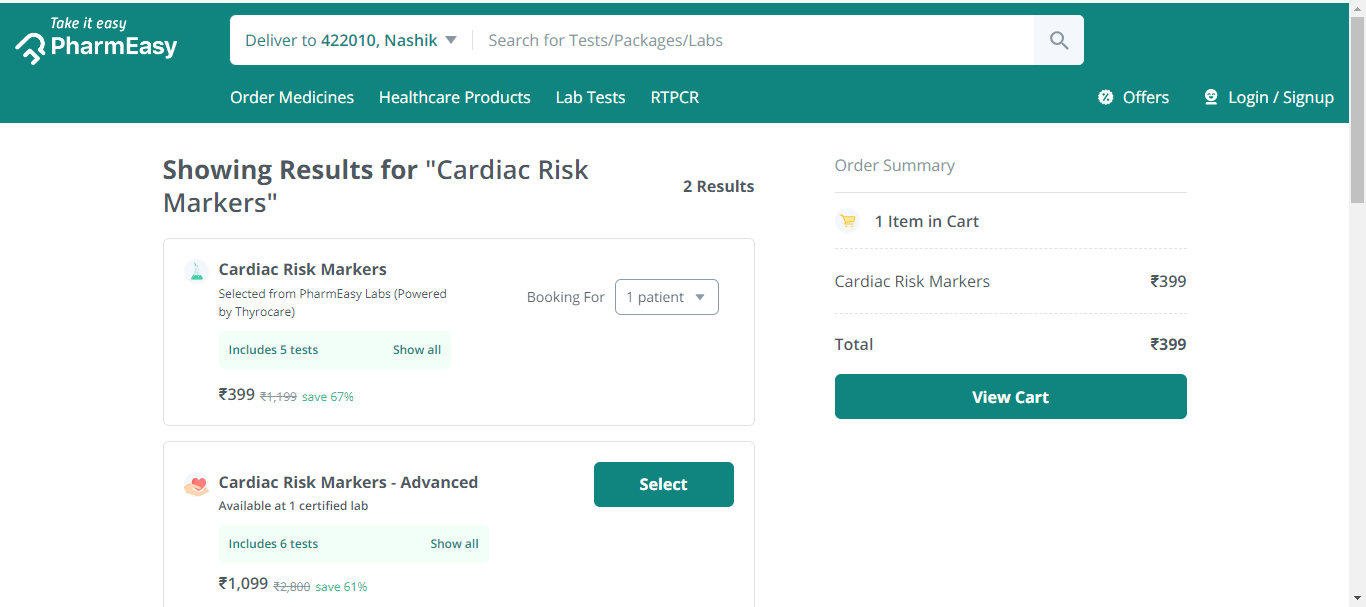 Take it easy
PharmEasy
Deliver to 422010, Nashik
Search for Tests/Packages/Labs
Order Medicines
Healthcare Products
Lab Tests
RTPCR
Offers
Login / Signup
Showing Results for "Cardiac Risk
Markers"
2 Results
Cardiac Risk Markers
Selected from PharmEasy Labs (Powered
by Thyrocare)
Booking For
1 patient
Includes 5 tests
Show all
₹399 ₹1,199 save 67%
Cardiac Risk Markers - Advanced
Available at 1 certified lab
Select
Includes 6 tests
Show all
₹1,099 ₹2,800 save 61%
Order Summary
1 Item in Cart
Cardiac Risk Markers ₹399
Total ₹399
View Cart